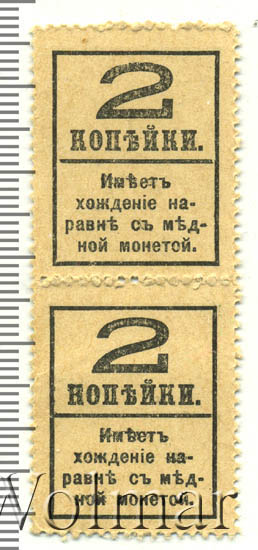 2
КОПѢЙКИ.
Имѣетъ
хожденіе на-
равнѣ съ мѣд-
ной монетой.
2
КОПѢЙКИ.
Имѣетъ
хожденіе на-
равнѣ съ мѣд-
ной монетой.
Wolmar